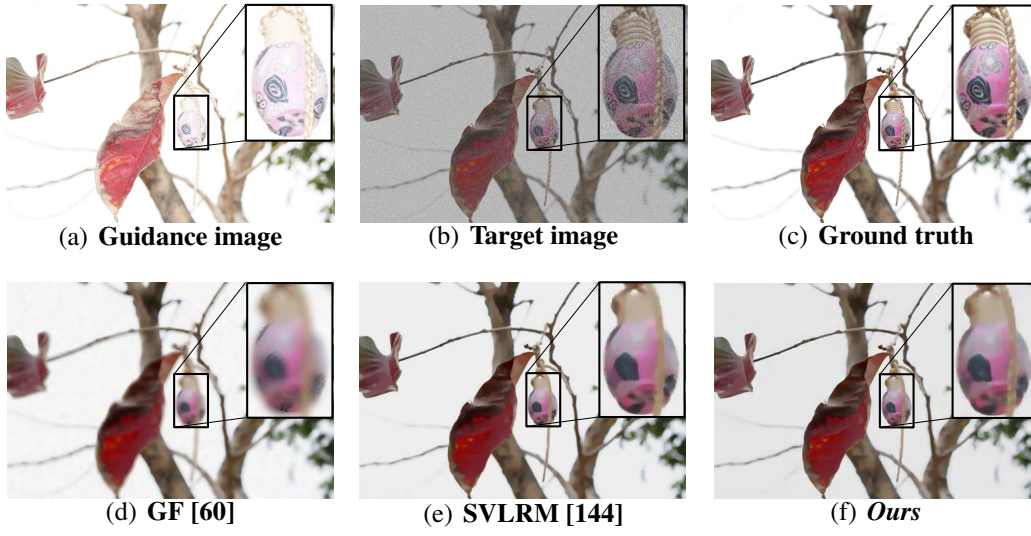 (a) Guidance image
(b) Target image
(c) Ground truth
(d) GF [60]
(e) SVLRM [144]
(f) Ours